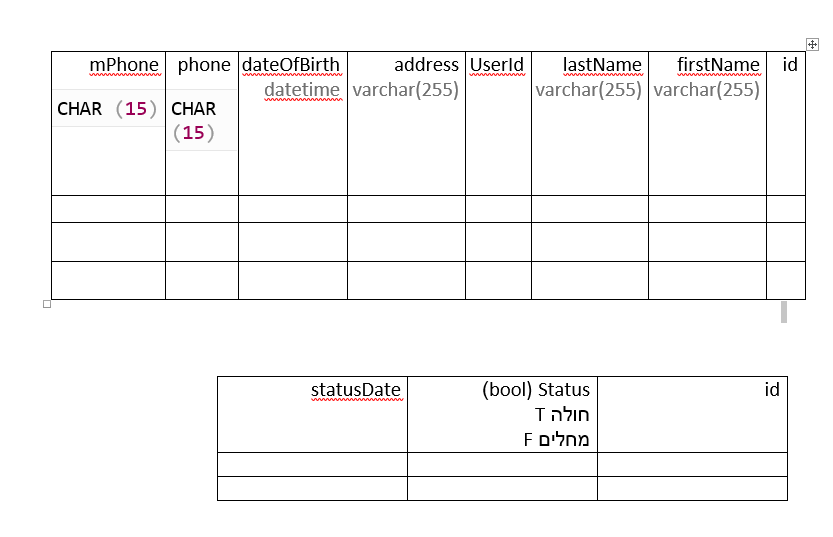 id
firstName
varchar(255)
lastName
varchar(255)
UserId
address
varchar(255)
dateOfBirth
datetime
phone
CHAR
(15)
mPhone
CHAR (15)
id
(bool) Status
חולה T
מחלים F
statusDate